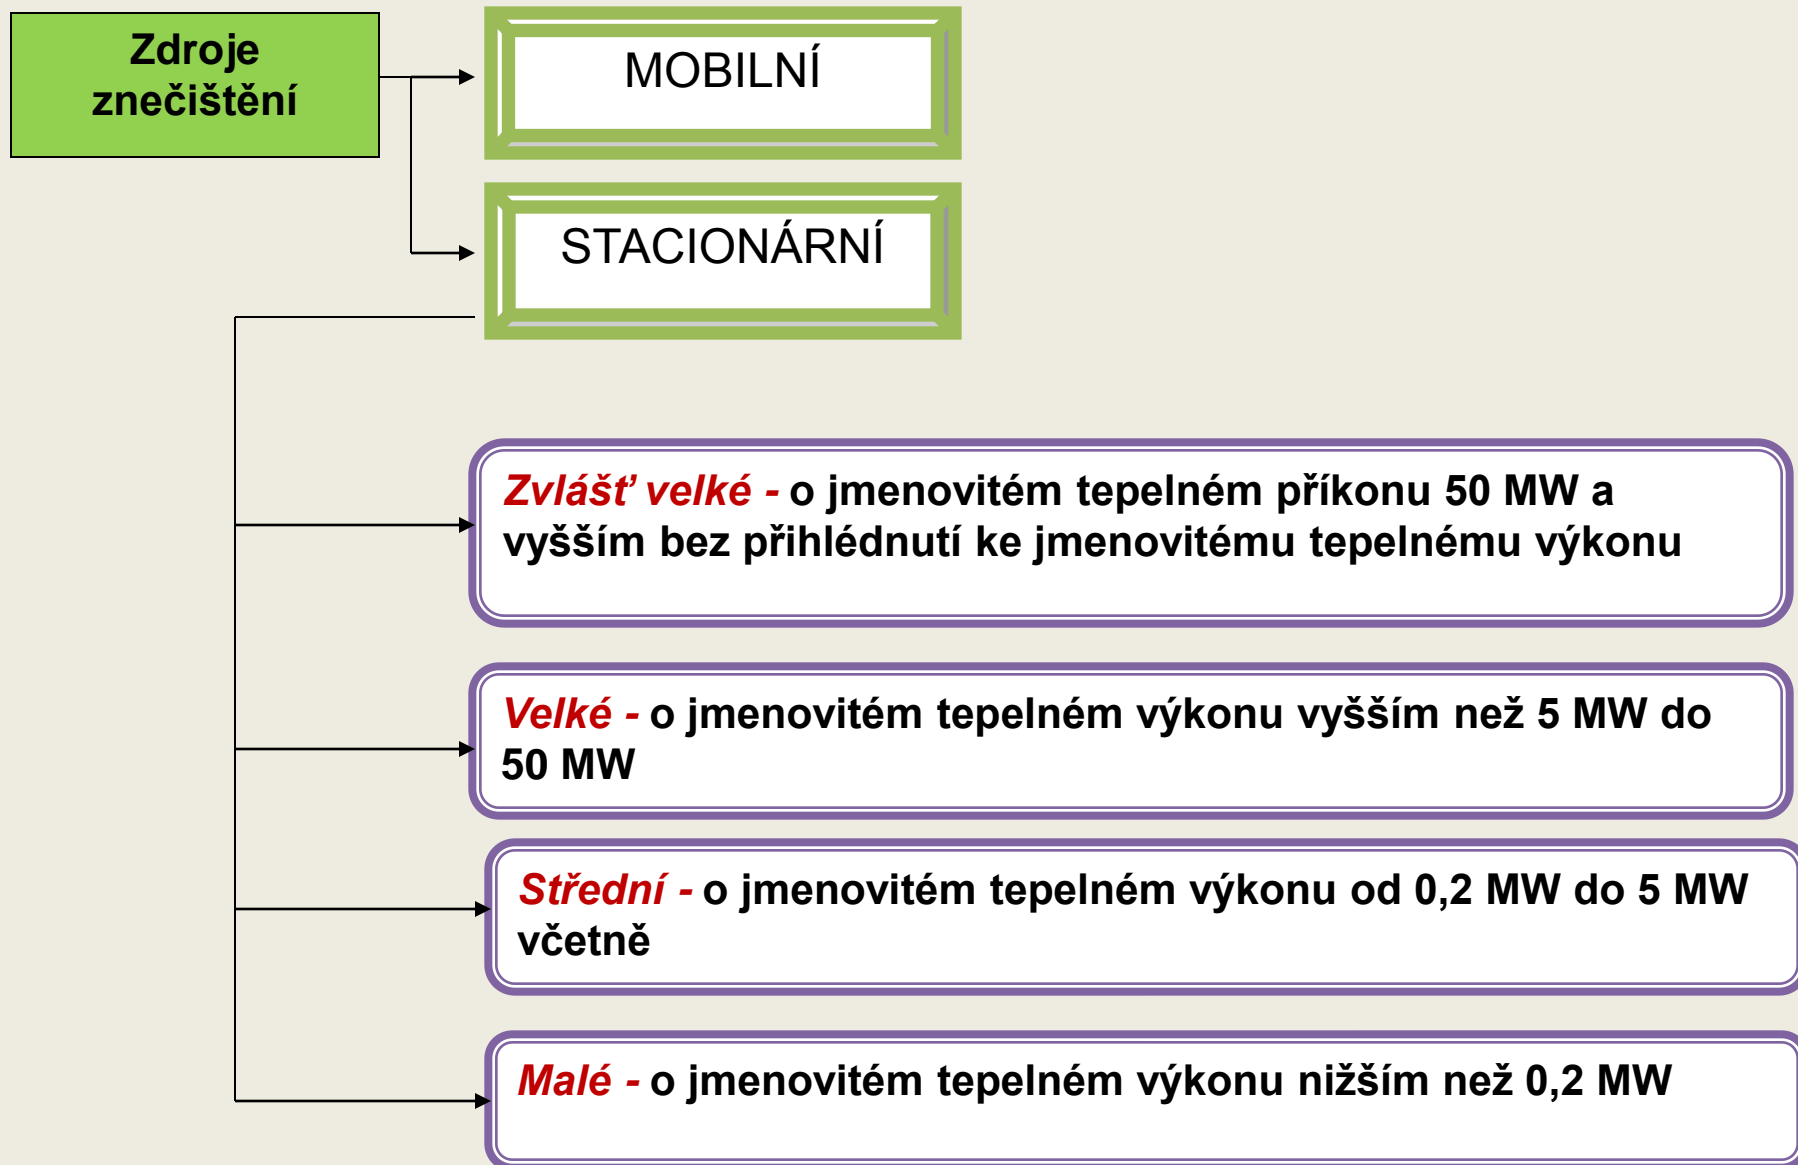 Zdroje
znečištění
MOBILNÍ
STACIONÁRNÍ
Zvlášť velké - o jmenovitém tepelném příkonu 50 MW a
vyšším bez přihlédnutí ke jmenovitému tepelnému výkonu
Velké - o jmenovitém tepelném výkonu vyšším než 5 MW do
50 MW
Střední - o jmenovitém tepelném výkonu od 0,2 MW do 5 MW
včetně
Malé - o jmenovitém tepelném výkonu nižším než 0,2 MW